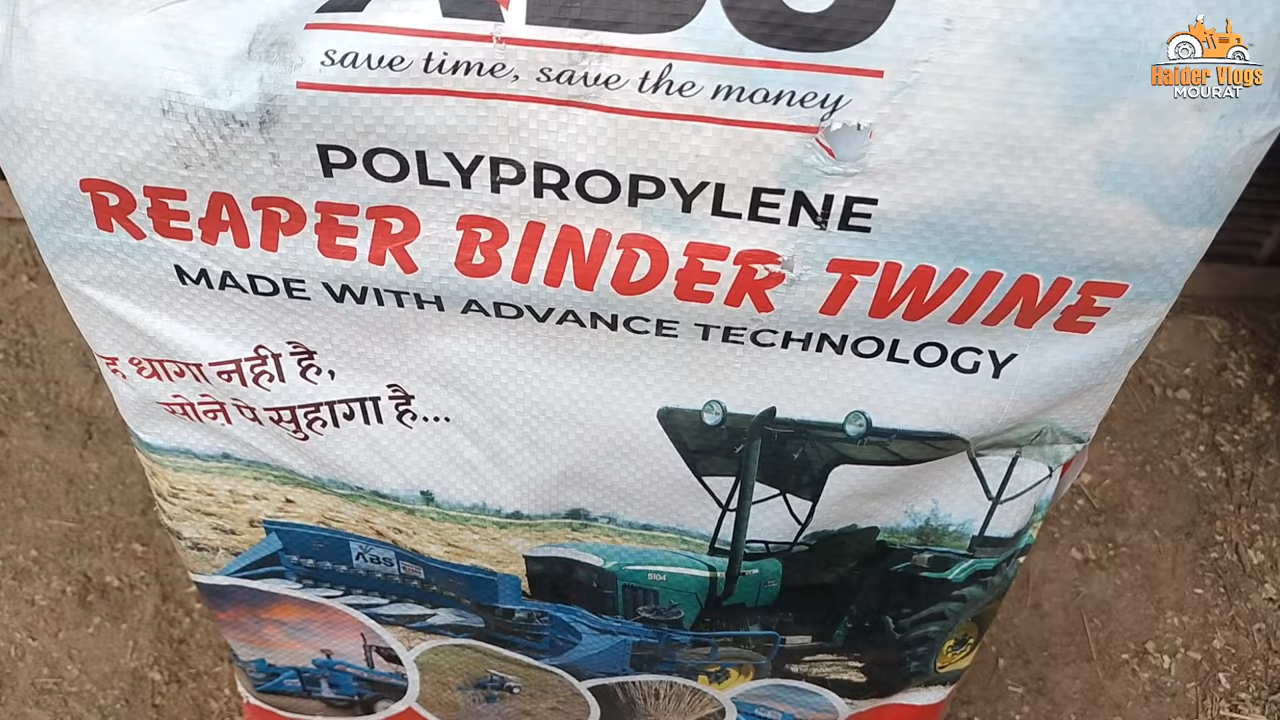 ABS
save time, save the money
POLYPROPYLENE
REAPER BINDER TWINE
MADE WITH ADVANCE TECHNOLOGY
धागा नही है,
सोने पे सुहागा है...
ABS
5104
Haider Vlogs
MOURAT